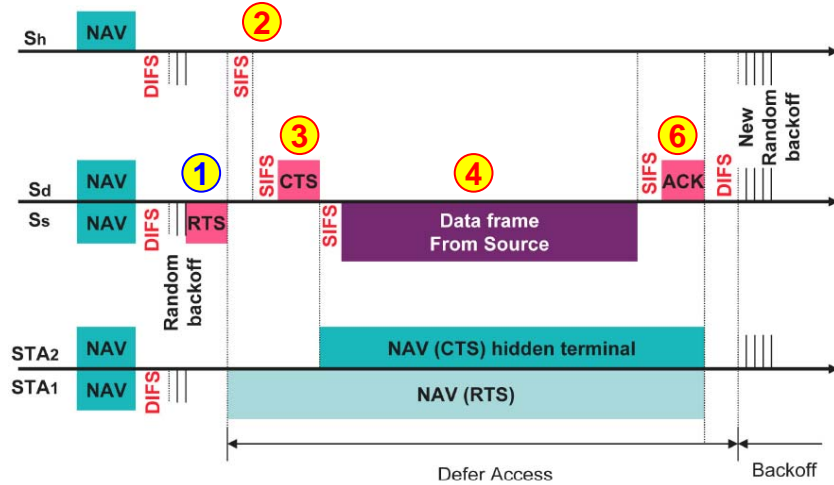 2
Sh
NAV
DIFS
SIFS
1
3
4
6
New
Random
backoff
Sd
NAV
SIFS
CTS
SIFS
ACK
DIFS
Ss
NAV
DIFS
RTS
SIFS
Data frame
From Source
Random
backoff
STA2
NAV
NAV (CTS) hidden terminal
STA1
NAV
DIFS
NAV (RTS)
Defer Access
Backoff